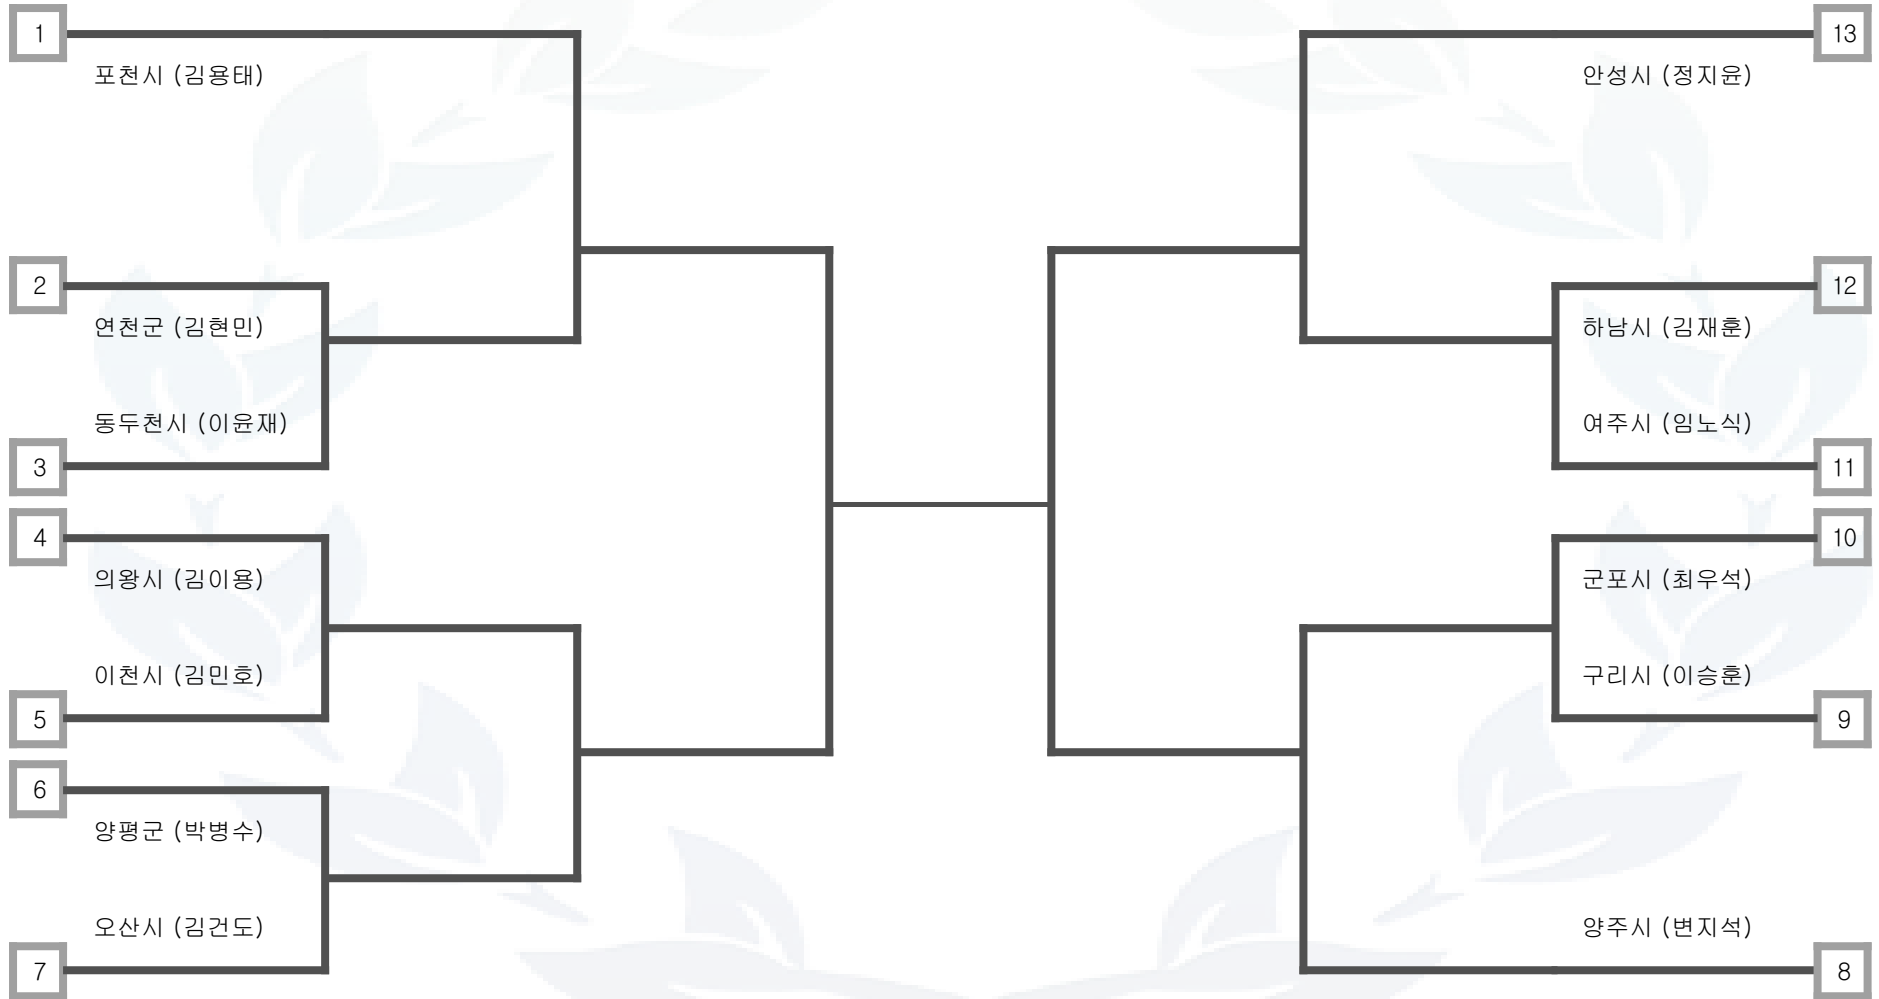 1
포천시 (김용태)
2
연천군 (김현민)
동두천시 (이윤재)
3
4
의왕시 (김이용)
이천시 (김민호)
5
6
양평군 (박병수)
오산시 (김건도)
7
13
안성시 (정지윤)
12
하남시 (김재훈)
여주시 (임노식)
11
10
군포시 (최우석)
구리시 (이승훈)
9
양주시 (변지석)
8